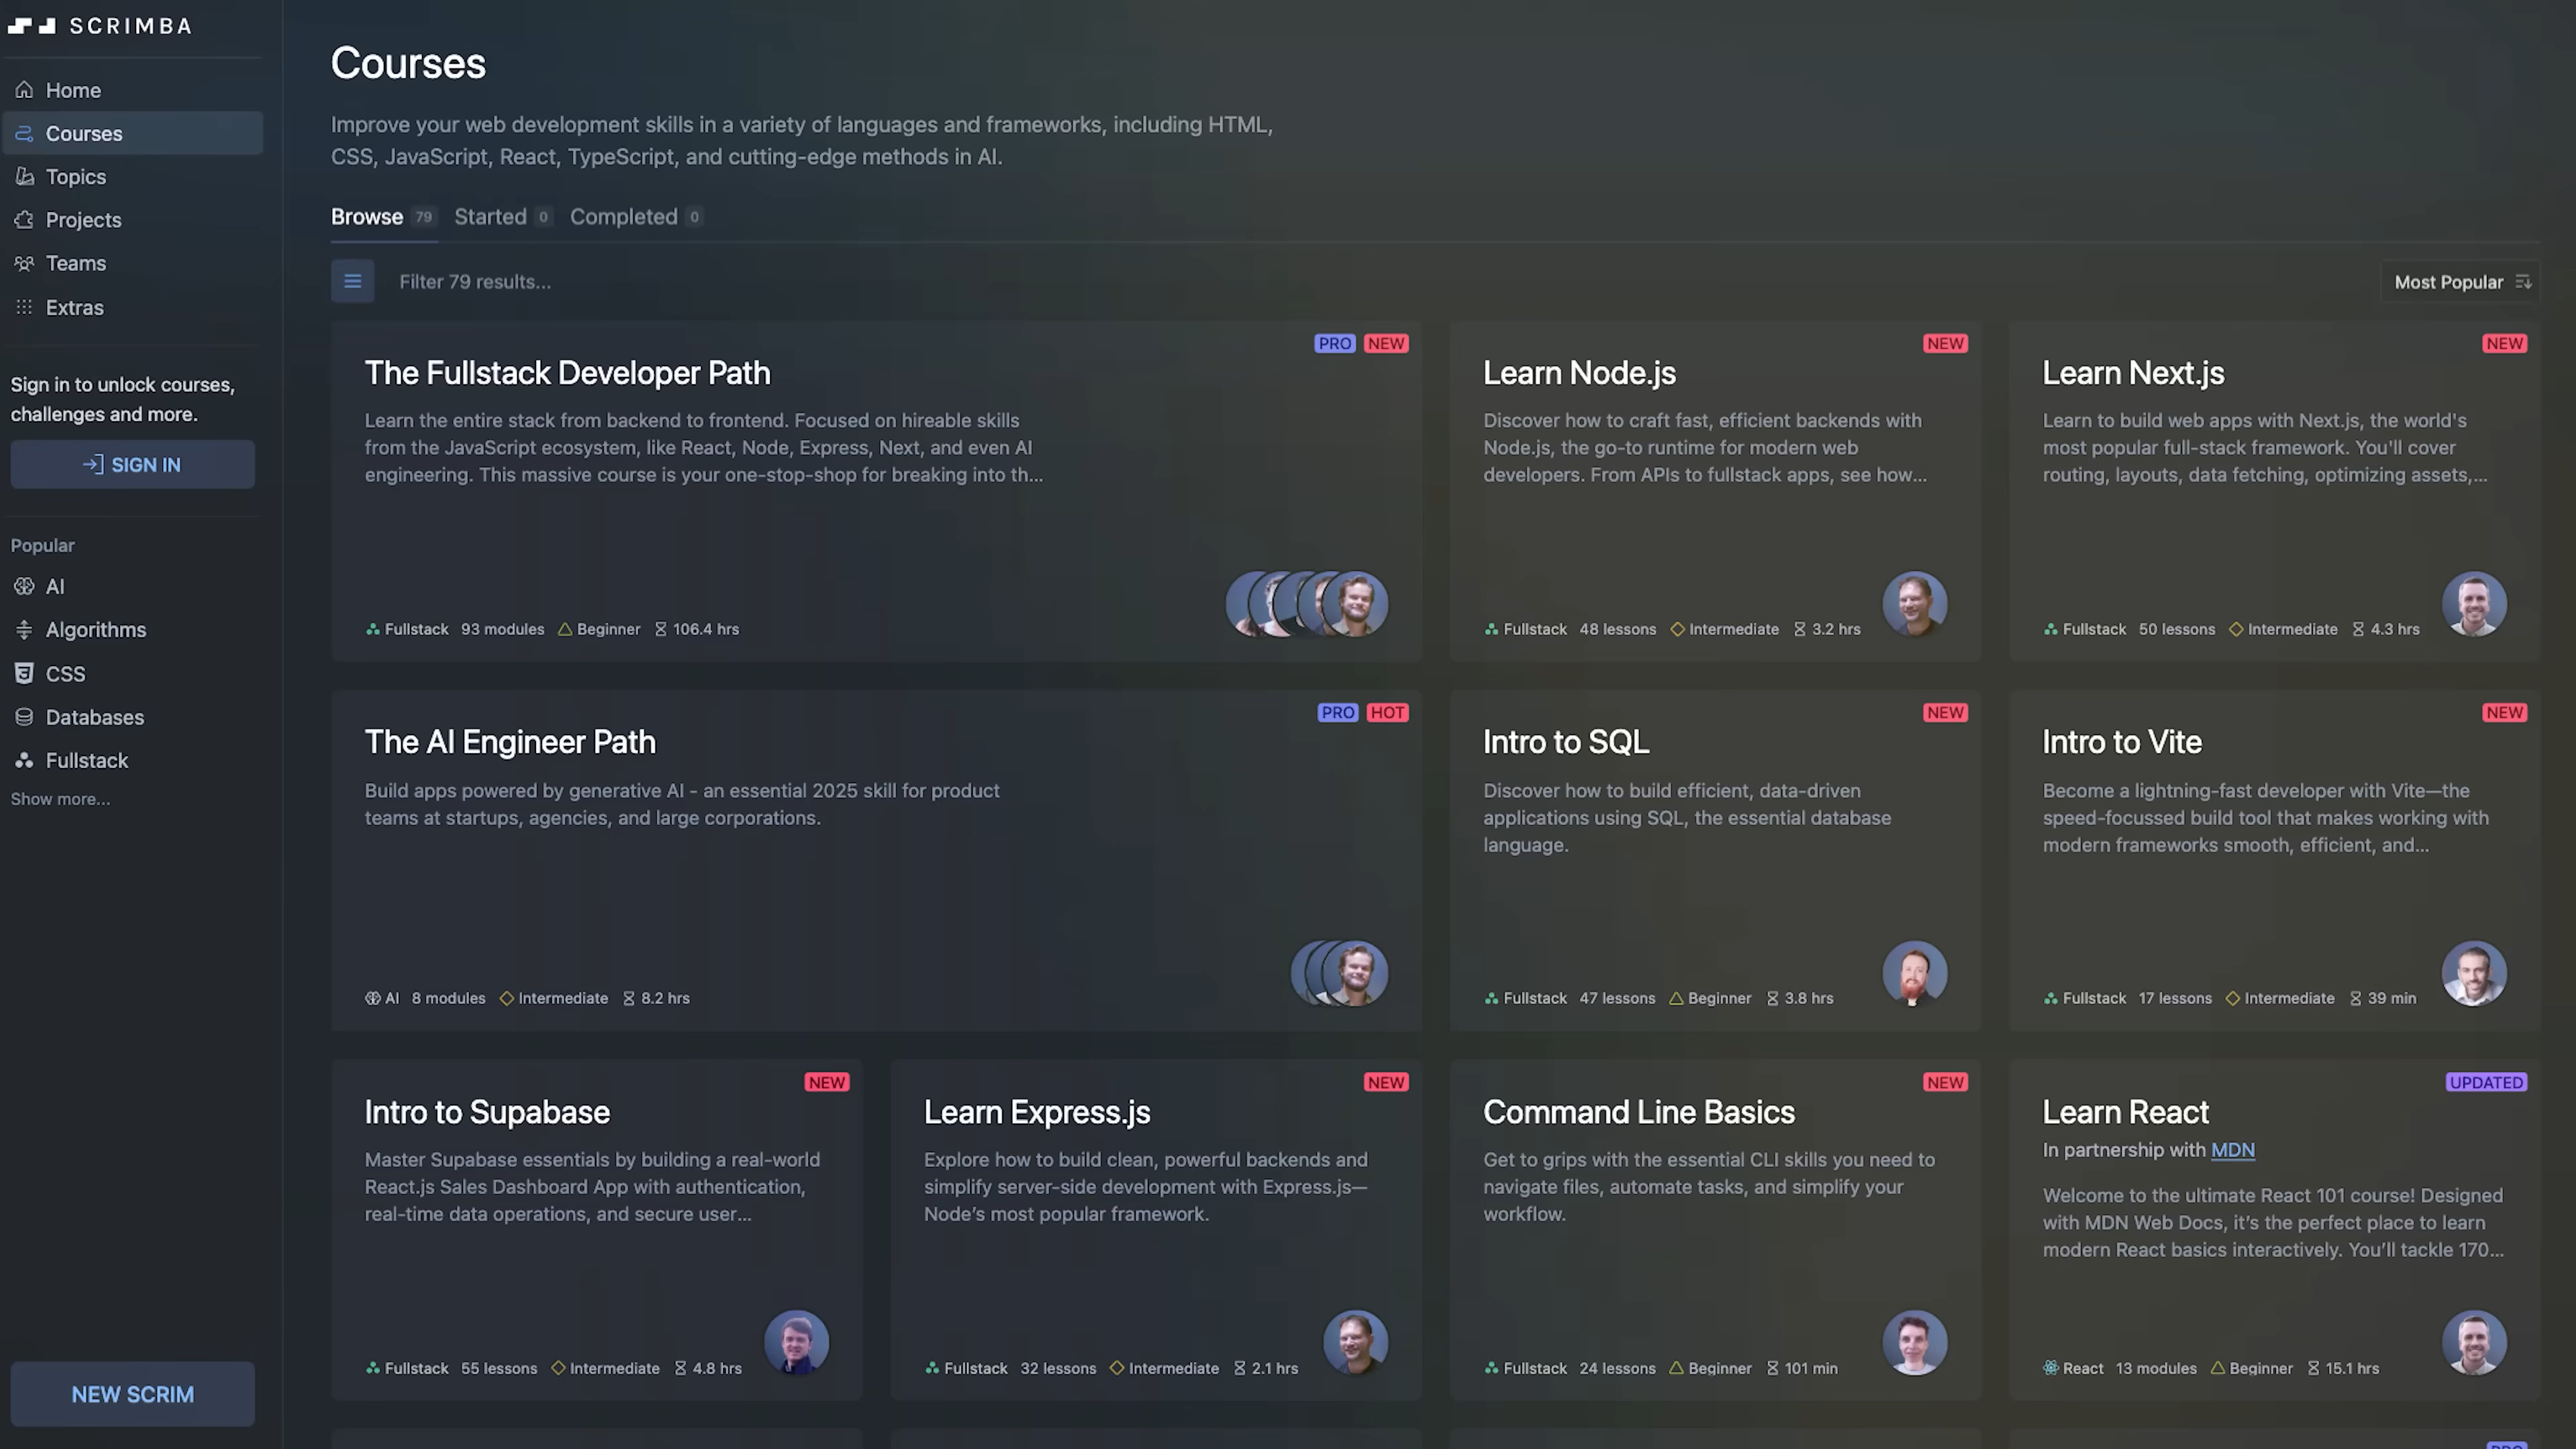 SCRIMBA
Home
Courses
Topics
Projects
Teams
Extras
Sign in to unlock courses,
challenges and more.
SIGN IN
Popular
AI
Algorithms
CSS
Databases
Fullstack
Show more...
NEW SCRIM
Courses
Improve your web development skills in a variety of languages and frameworks, including HTML,
CSS, JavaScript, React, TypeScript, and cutting-edge methods in AI.
Browse 79 Started 0 Completed 0
Filter 79 results...
Most Popular
PRO NEW
The Fullstack Developer Path
Learn the entire stack from backend to frontend. Focused on hireable skills
from the JavaScript ecosystem, like React, Node, Express, Next, and even AI
engineering. This massive course is your one-stop-shop for breaking into th...
Fullstack 93 modules Beginner 106.4 hrs
NEW
Learn Node.js
Discover how to craft fast, efficient backends with
Node.js, the go-to runtime for modern web
developers. From APIs to fullstack apps, see how...
Fullstack 48 lessons Intermediate 3.2 hrs
NEW
Learn Next.js
Learn to build web apps with Next.js, the world's
most popular full-stack framework. You'll cover
routing, layouts, data fetching, optimizing assets,...
Fullstack 50 lessons Intermediate 4.3 hrs
PRO HOT
The AI Engineer Path
Build apps powered by generative AI - an essential 2025 skill for product
teams at startups, agencies, and large corporations.
AI 8 modules Intermediate 8.2 hrs
NEW
Intro to SQL
Discover how to build efficient, data-driven
applications using SQL, the essential database
language.
Fullstack 47 lessons Beginner 3.8 hrs
NEW
Intro to Vite
Become a lightning-fast developer with Vite—the
speed-focussed build tool that makes working with
modern frameworks smooth, efficient, and...
Fullstack 17 lessons Intermediate 39 min
NEW
Intro to Supabase
Master Supabase essentials by building a real-world
React.js Sales Dashboard App with authentication,
real-time data operations, and secure user...
Fullstack 55 lessons Intermediate 4.8 hrs
NEW
Learn Express.js
Explore how to build clean, powerful backends and
simplify server-side development with Express.js—
Node's most popular framework.
Fullstack 32 lessons Intermediate 2.1 hrs
NEW
Command Line Basics
Get to grips with the essential CLI skills you need to
navigate files, automate tasks, and simplify your
workflow.
Fullstack 24 lessons Beginner 101 min
UPDATED
Learn React
In partnership with MDN
Welcome to the ultimate React 101 course! Designed
with MDN Web Docs, it's the perfect place to learn
modern React basics interactively. You'll tackle 170...
React 13 modules Beginner 15.1 hrs